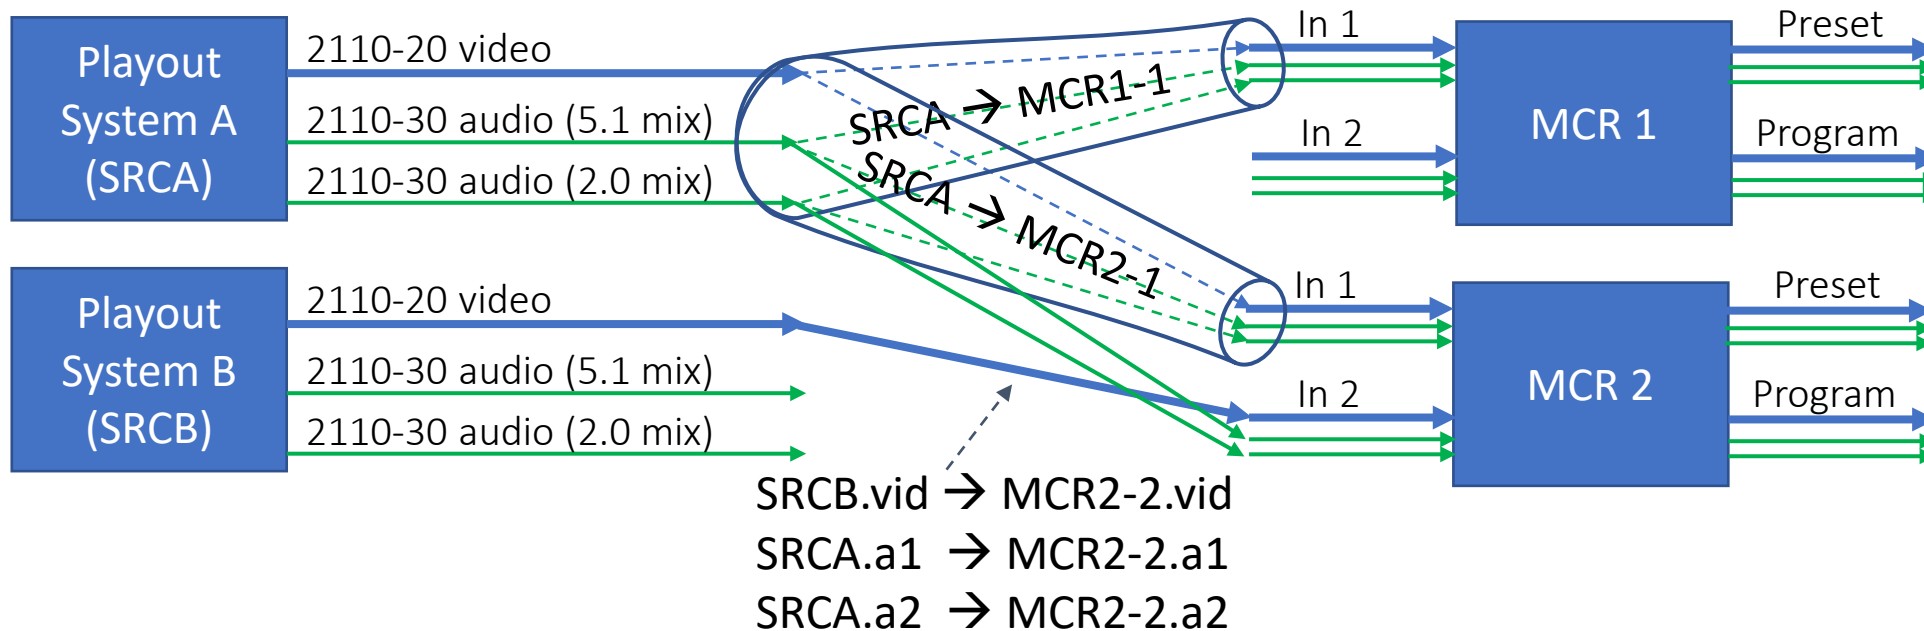 Playout
System A
(SRCA)
2110-20 video
2110-30 audio (5.1 mix)
2110-30 audio (2.0 mix)
SRCA → MCR1-1
SRCA → MCR2-1
In 1
In 2
MCR 1
Preset
Program
Playout
System B
(SRCB)
2110-20 video
2110-30 audio (5.1 mix)
2110-30 audio (2.0 mix)
In 1
In 2
MCR 2
Preset
Program
SRCB.vid → MCR2-2.vid
SRCA.a1 → MCR2-2.a1
SRCA.a2 → MCR2-2.a2